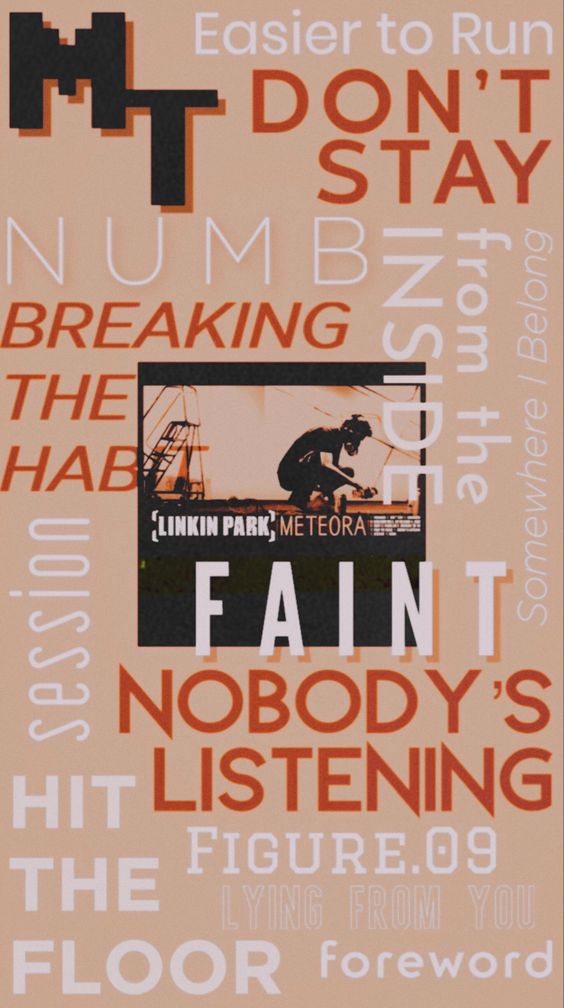 MT
Easier to Run
DON'T
STAY
NUMB
INSIDE
from the
Somewhere I Belong
BREAKING
THE
HAB
[LINKIN PARK] METEORA
session
FAINT
NOBODY'S
LISTENING
HIT
THE
FLOOR
FIGURE.09
LYING FROM YOU
foreword